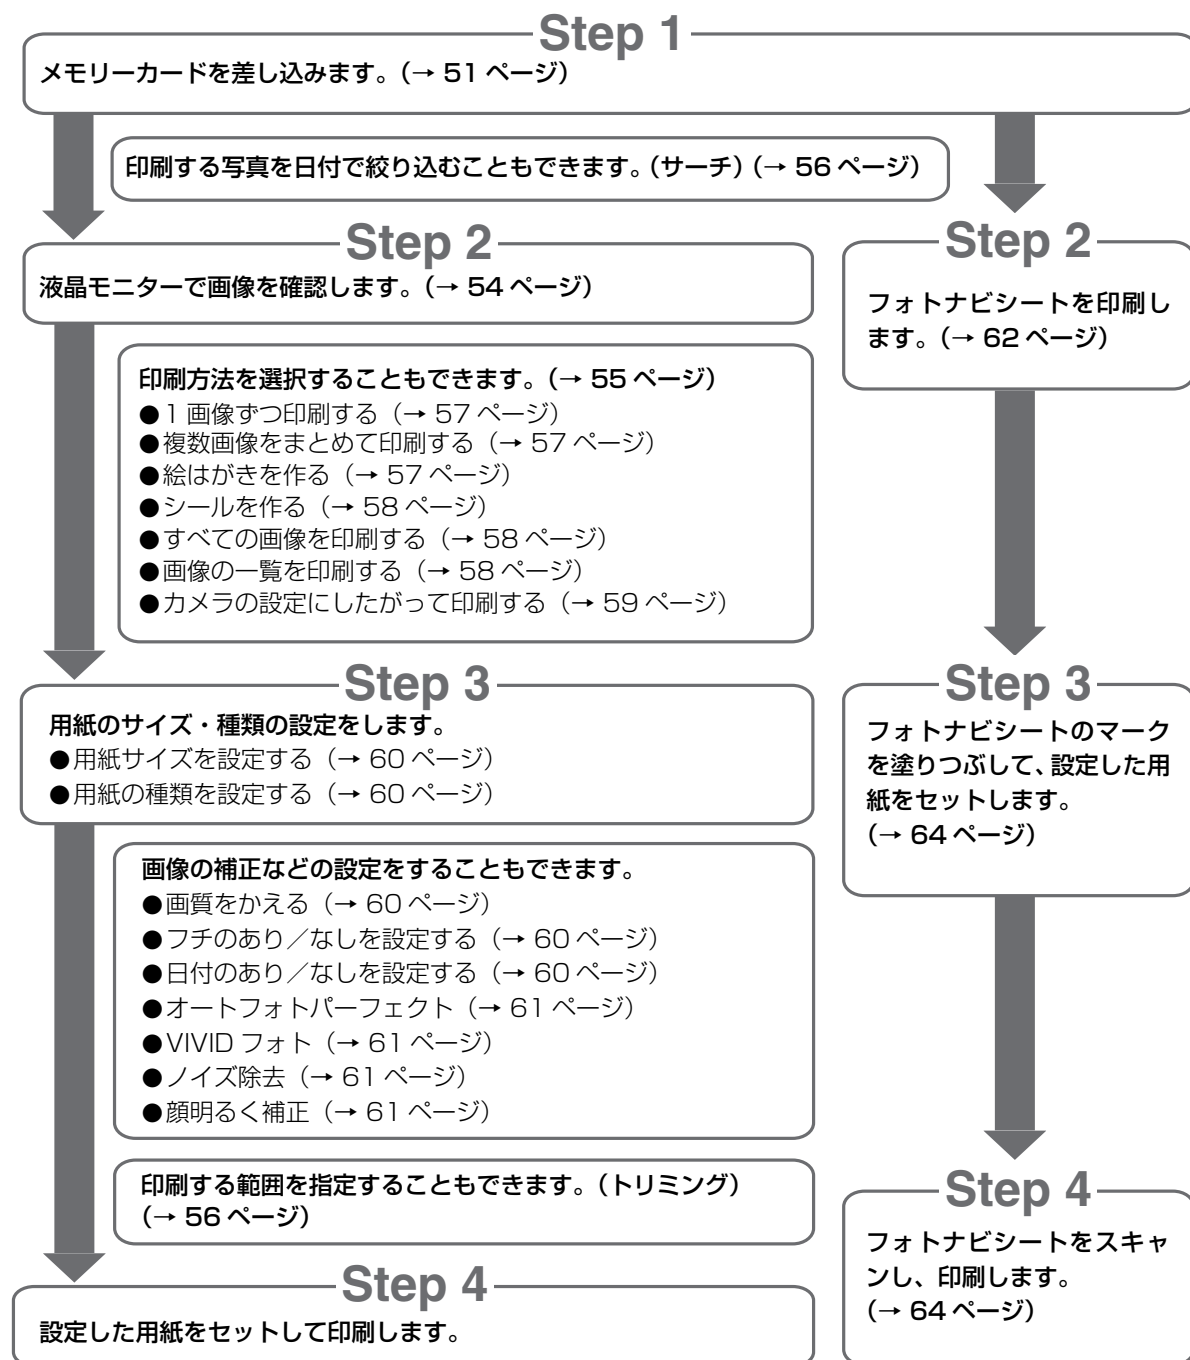 Step 1
メモリーカードを差し込みます。（→ 51 ページ）
印刷する写真を日付で絞り込むこともできます。（サーチ）（→ 56 ページ）
Step 2
液晶モニターで画像を確認します。（→ 54 ページ）
印刷方法を選択することもできます。（→ 55 ページ）
●1 画像ずつ印刷する（→ 57 ページ）
●複数画像をまとめて印刷する（→ 57 ページ）
●絵はがきを作る（→ 57 ページ）
●シールを作る（→ 58 ページ）
●すべての画像を印刷する（→ 58 ページ）
●画像の一覧を印刷する（→ 58 ページ）
●カメラの設定にしたがって印刷する（→ 59 ページ）
Step 3
用紙のサイズ・種類の設定をします。
●用紙サイズを設定する（→ 60 ページ）
●用紙の種類を設定する（→ 60 ページ）
画像の補正などの設定をすることもできます。
●画質をかえる（→ 60 ページ）
●フチのあり／なしを設定する（→ 60 ページ）
●日付のあり／なしを設定する（→ 60 ページ）
●オートフォトパーフェクト（→ 61 ページ）
●VIVID フォト（→ 61 ページ）
●ノイズ除去（→ 61 ページ）
●顔明るく補正（→ 61 ページ）
印刷する範囲を指定することもできます。（トリミング）
（→ 56 ページ）
Step 4
設定した用紙をセットして印刷します。
Step 2
フォトナビシートを印刷し
ます。（→ 62 ページ）
Step 3
フォトナビシートのマーク
を塗りつぶして、設定した用
紙をセットします。
（→ 64 ページ）
Step 4
フォトナビシートをスキャ
ンし、印刷します。
（→ 64 ページ）